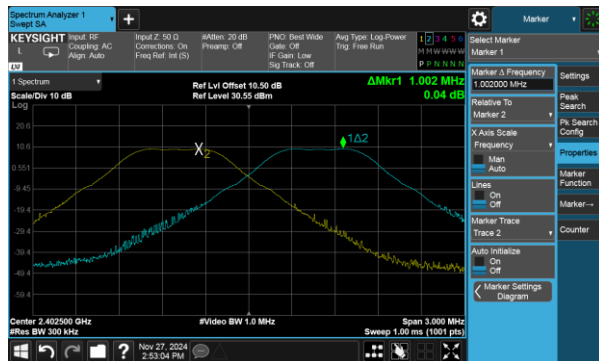 Spectrum Analyzer 1
Swept SA
Marker
KEYSIGHT
Input: RF
Coupling: AC
Align: Auto
Input Z: 50 Ω
Corrections: On
Freq Ref: Int (S)
#Atten: 20 dB
Preamp: Off
PNO: Best Wide
Gate: Off
IF Gain: Low
Sig Track: Off
Avg Type: Log-Power
Trig: Free Run
1 2 3 4 5 6
M M W W W W
P P N N N N
L
Select Marker
Marker 1
1 Spectrum
Scale/Div 10 dB
Log
Ref Lvl Offset 10.50 dB
Ref Level 30.55 dBm
ΔMkr1 1.002 MHz
0.04 dB
20.6
10.6
0.551
-9.45
-19.4
-29.4
-39.4
-49.4
-59.4
X2
1Δ2
Center 2.402500 GHz
#Res BW 300 kHz
#Video BW 1.0 MHz
Span 3.000 MHz
Sweep 1.00 ms (1001 pts)
Marker Δ Frequency
1.002000 MHz
Relative To
Marker 2
X Axis Scale
Frequency
Man
Auto
Lines
On
Off
Marker Trace
Trace 2
Auto Initialize
On
Off
Marker Settings
Diagram
Settings
Peak
Search
Pk Search
Config
Properties
Marker
Function
Marker→
Counter
Nov 27, 2024
2:53:04 PM